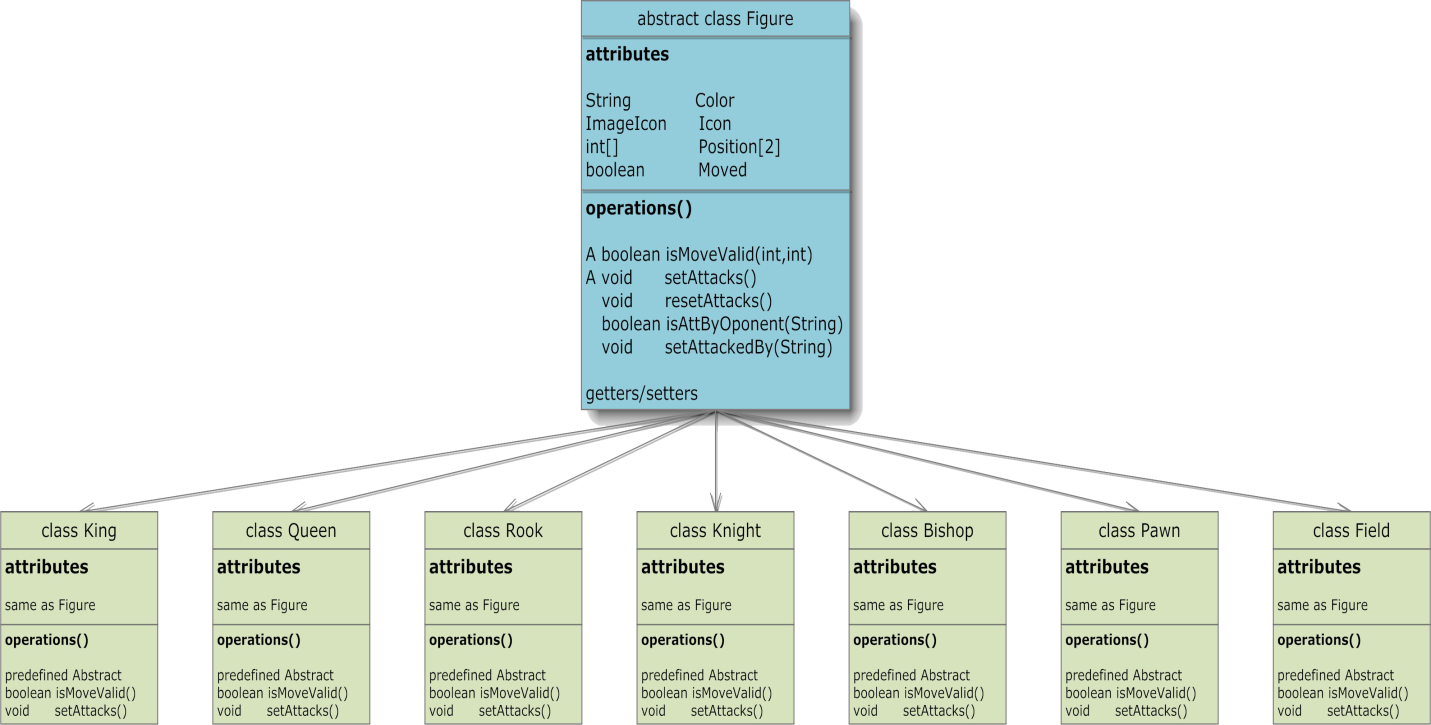 abstract class Figure
attributes
String Color
ImageIcon Icon
int[] Position[2]
boolean Moved
operations()
A boolean isMoveValid(int,int)
A void setAttacks()
void resetAttacks()
boolean isAttByOponent(String)
void setAttackedBy(String)
getters/setters
class King
attributes
same as Figure
operations()
predefined Abstract
boolean isMoveValid()
void setAttacks()
class Queen
attributes
same as Figure
operations()
predefined Abstract
boolean isMoveValid()
void setAttacks()
class Rook
attributes
same as Figure
operations()
predefined Abstract
boolean isMoveValid()
void setAttacks()
class Knight
attributes
same as Figure
operations()
predefined Abstract
boolean isMoveValid()
void setAttacks()
class Bishop
attributes
same as Figure
operations()
predefined Abstract
boolean isMoveValid()
void setAttacks()
class Pawn
attributes
same as Figure
operations()
predefined Abstract
boolean isMoveValid()
void setAttacks()
class Field
attributes
same as Figure
operations()
predefined Abstract
boolean isMoveValid()
void setAttacks()